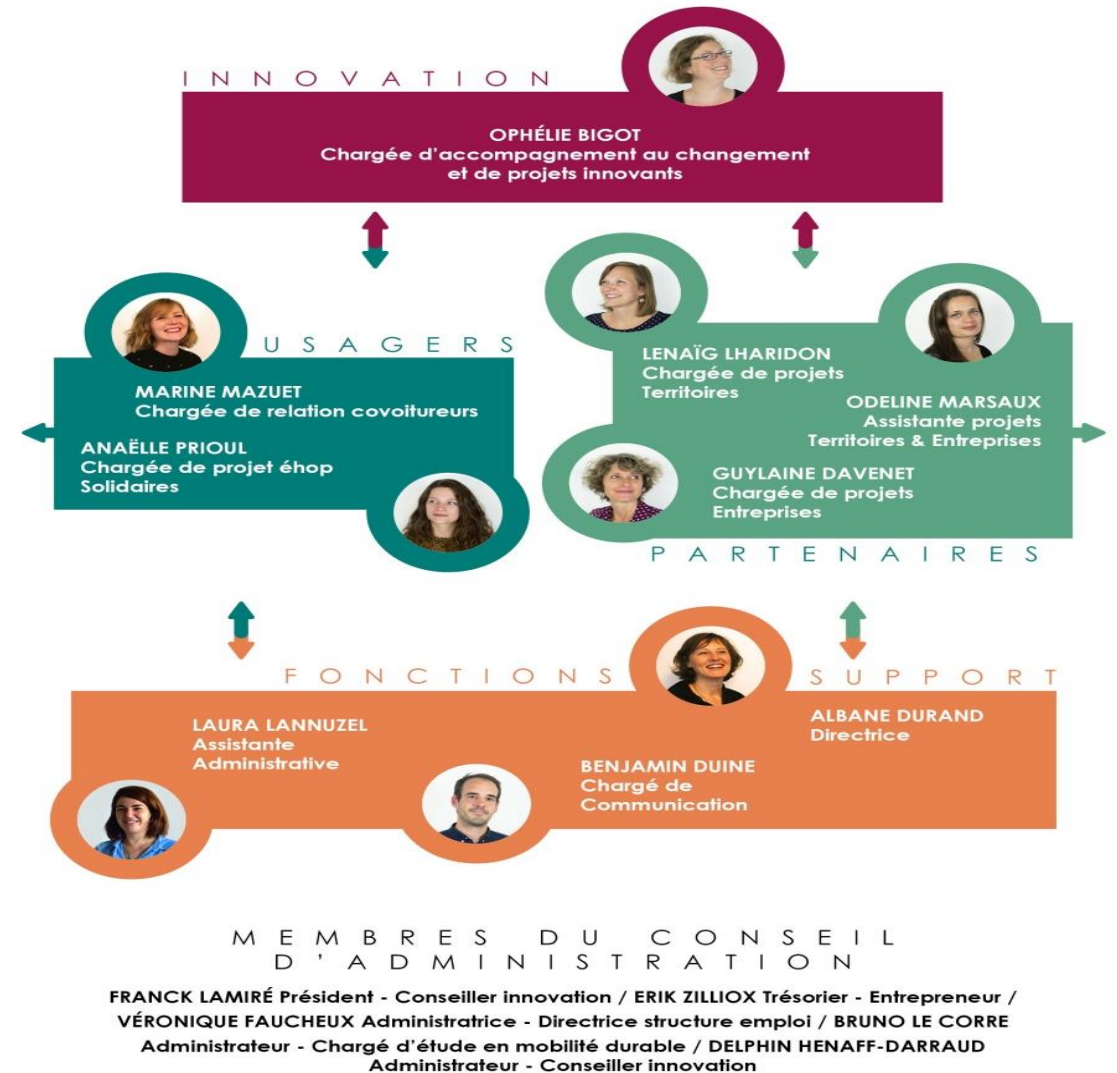 INNOVATION
OPHÉLIE BIGOT
Chargée d'accompagnement au changement
et de projets innovants
USAGERS
MARINE MAZUET
Chargée de relation covoitureurs
ANAËLLE PRIOUL
Chargée de projet éhop
Solidaires
LENAÏG LHARIDON
Chargée de projets
Territoires
ODELINE MARSAUX
Assistante projets
Territoires & Entreprises
GUYLAINE DAVENET
Chargée de projets
Entreprises
PARTENAIRES
FONCTIONS SUPPORT
LAURA LANNUZEL
Assistante
Administrative
BENJAMIN DUINE
Chargé de
Communication
ALBANE DURAND
Directrice
MEMBRES DU CONSEIL
D'ADMINISTRATION
FRANCK LAMIRÉ Président - Conseiller innovation / ERIK ZILLIOX Trésorier - Entrepreneur /
VÉRONIQUE FAUCHEUX Administratrice - Directrice structure emploi / BRUNO LE CORRE
Administrateur - Chargé d'étude en mobilité durable / DELPHIN HENAFF-DARRAUD
Administrateur - Conseiller innovation